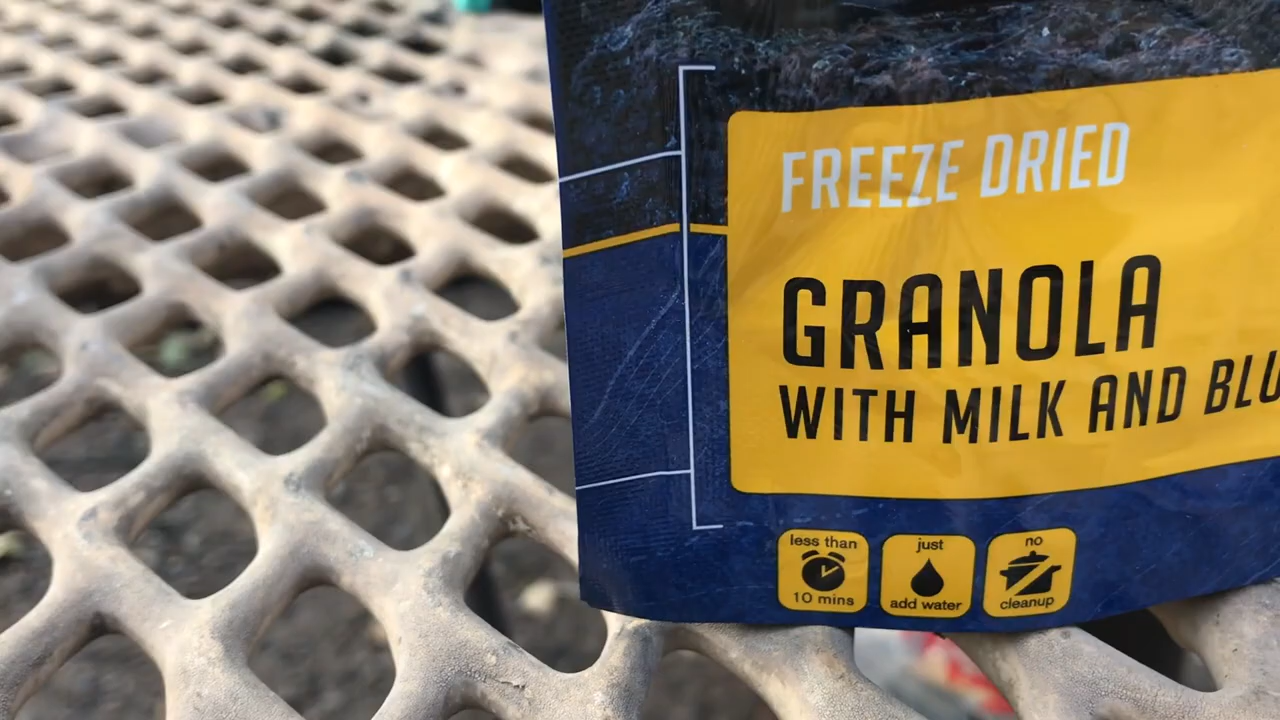 FREEZE DRIED
GRANOLA
WITH MILK AND BLU
less than
10 mins
just
add water
no
cleanup